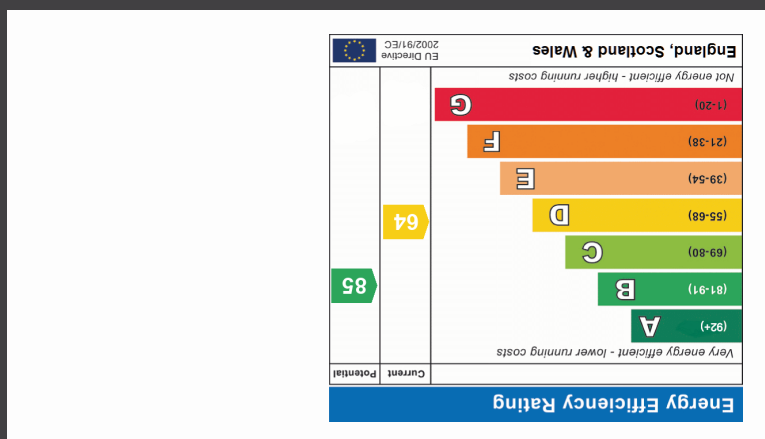 Energy Efficiency Rating
Current Potential
Very energy efficient - lower running costs
(92+) A
(81-91) B
85
(69-80) C
(55-68) D
64
(39-54) E
(21-38) F
(1-20) G
Not energy efficient - higher running costs
England, Scotland & Wales
EU Directive
2002/91/EC